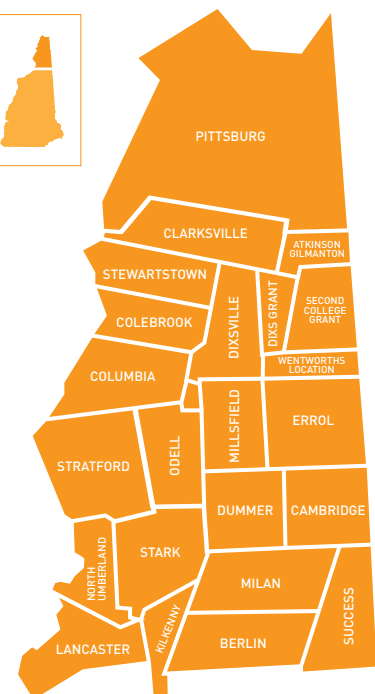 PITTSBURG
CLARKSVILLE
ATKINSON
GILMANTON
STEWARTSTOWN
DIXSVILLE
DIXS GRANT
SECOND
COLLEGE
GRANT
COLEBROOK
WENTWORTHS
LOCATION
COLUMBIA
MILLSFIELD
ERROL
STRATFORD
ODELL
DUMMER
CAMBRIDGE
NORTH
UMBERLAND
STARK
MILAN
SUCCESS
KILKENNY
BERLIN
LANCASTER